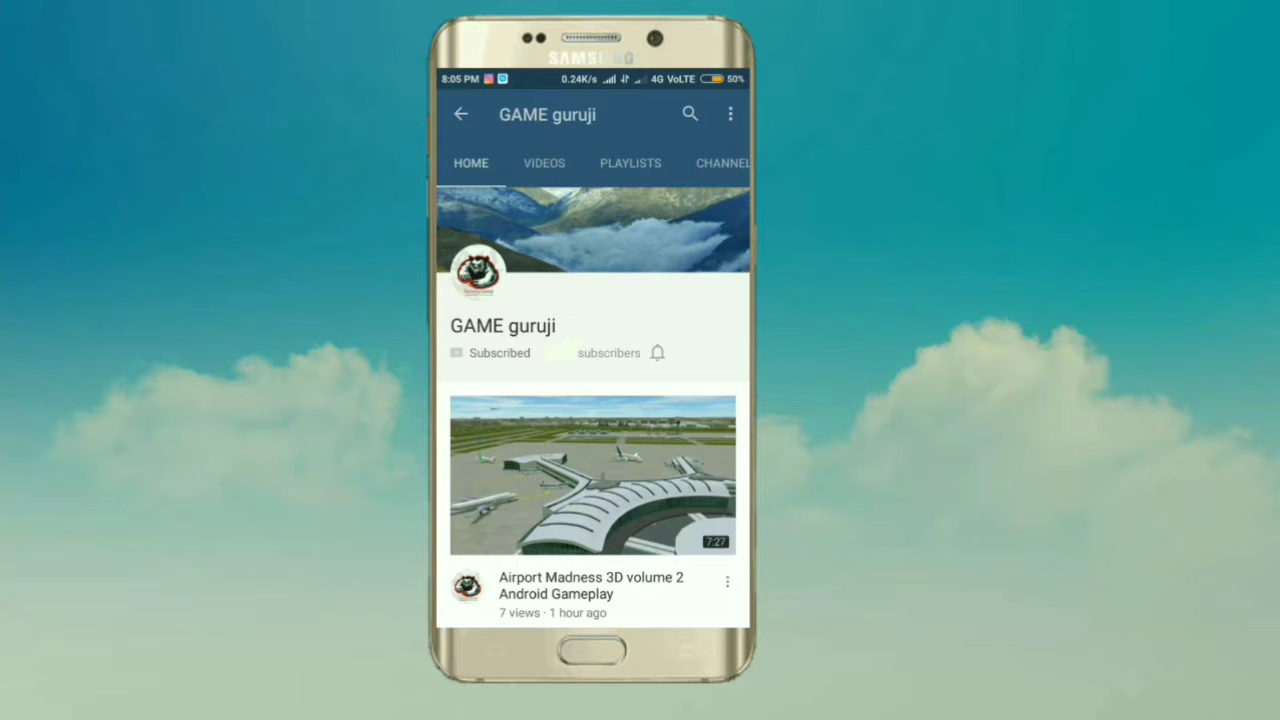 SAMSUNG
8:05 PM 0.24K/s 4G VoLTE 50%
GAME guruji
HOME VIDEOS PLAYLISTS CHANNEL
GAME guruji
Subscribed subscribers
7:27
Airport Madness 3D volume 2
Android Gameplay
7 views · 1 hour ago